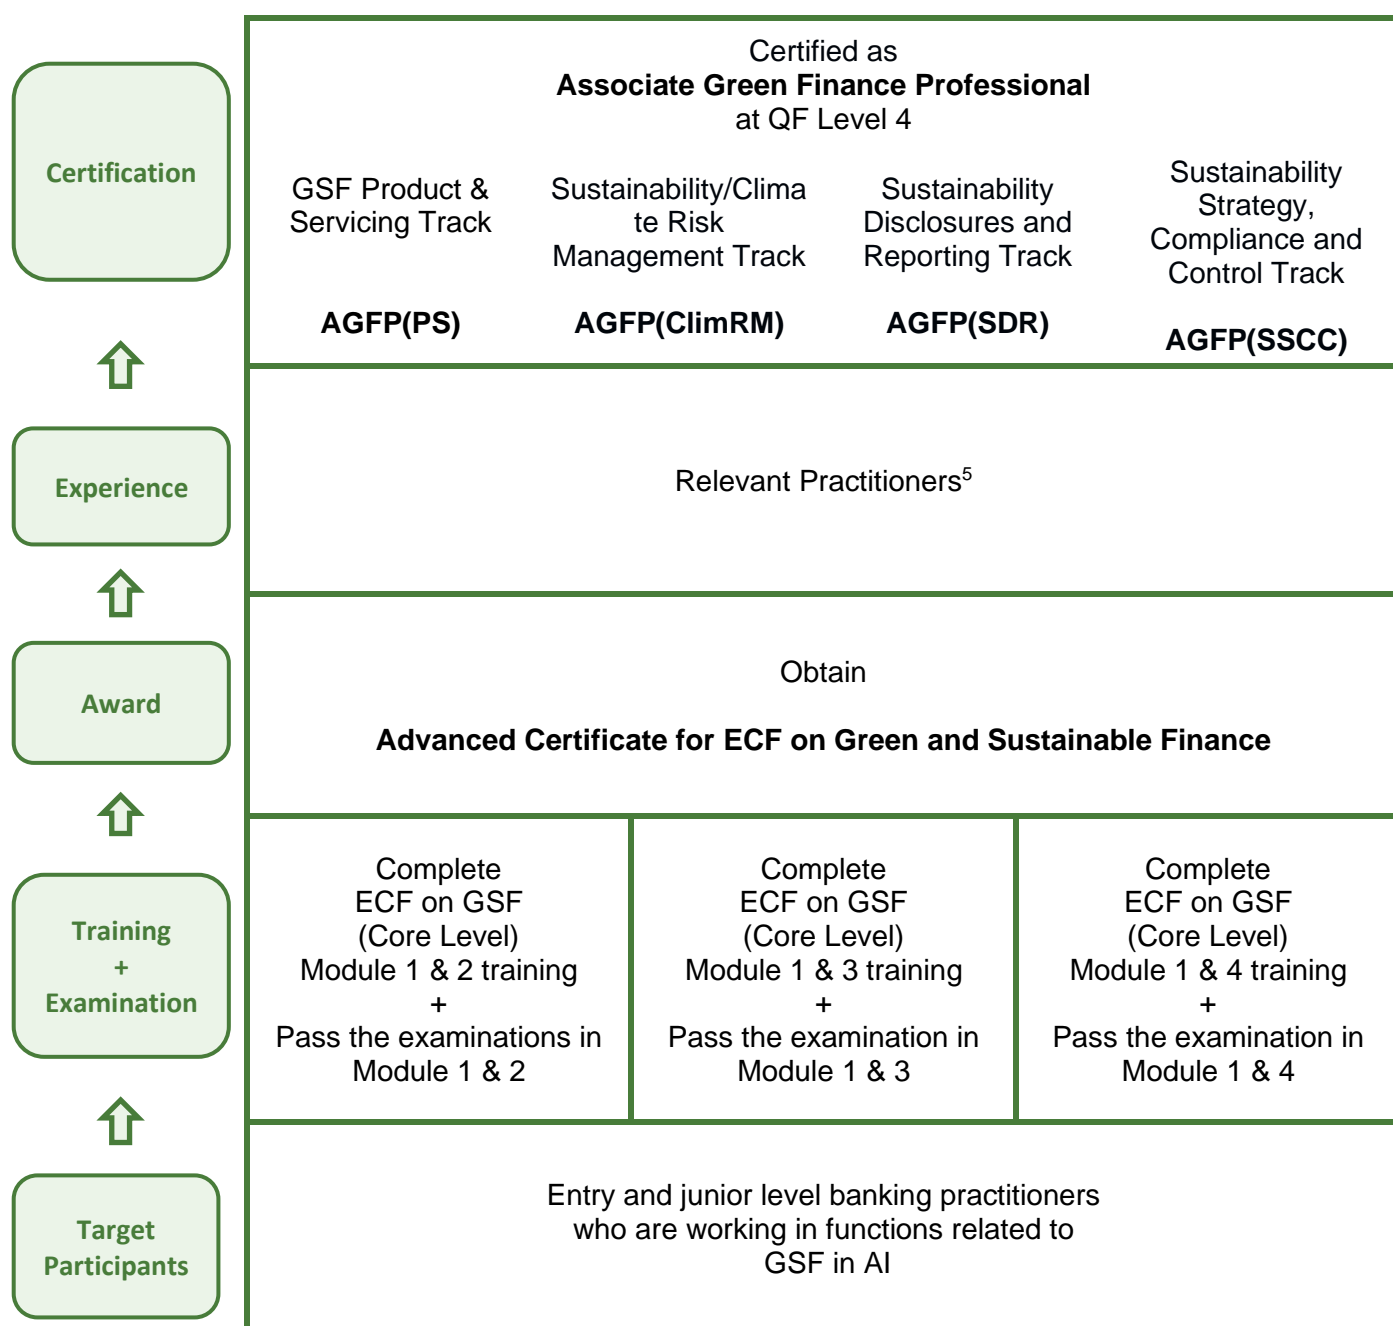 Certification
Certified as
Associate Green Finance Professional
at QF Level 4
GSF Product &
Servicing Track
AGFP(PS)
Sustainability/Clima
te Risk
Management Track
AGFP(ClimRM)
Sustainability
Disclosures and
Reporting Track
AGFP(SDR)
Sustainability
Strategy,
Compliance and
Control Track
AGFP(SSCC)
Experience
Relevant Practitioners⁵
Award
Obtain
Advanced Certificate for ECF on Green and Sustainable Finance
Training
+
Examination
Complete
ECF on GSF
(Core Level)
Module 1 & 2 training
+
Pass the examinations in
Module 1 & 2
Complete
ECF on GSF
(Core Level)
Module 1 & 3 training
+
Pass the examination in
Module 1 & 3
Complete
ECF on GSF
(Core Level)
Module 1 & 4 training
+
Pass the examination in
Module 1 & 4
Target
Participants
Entry and junior level banking practitioners
who are working in functions related to
GSF in AI